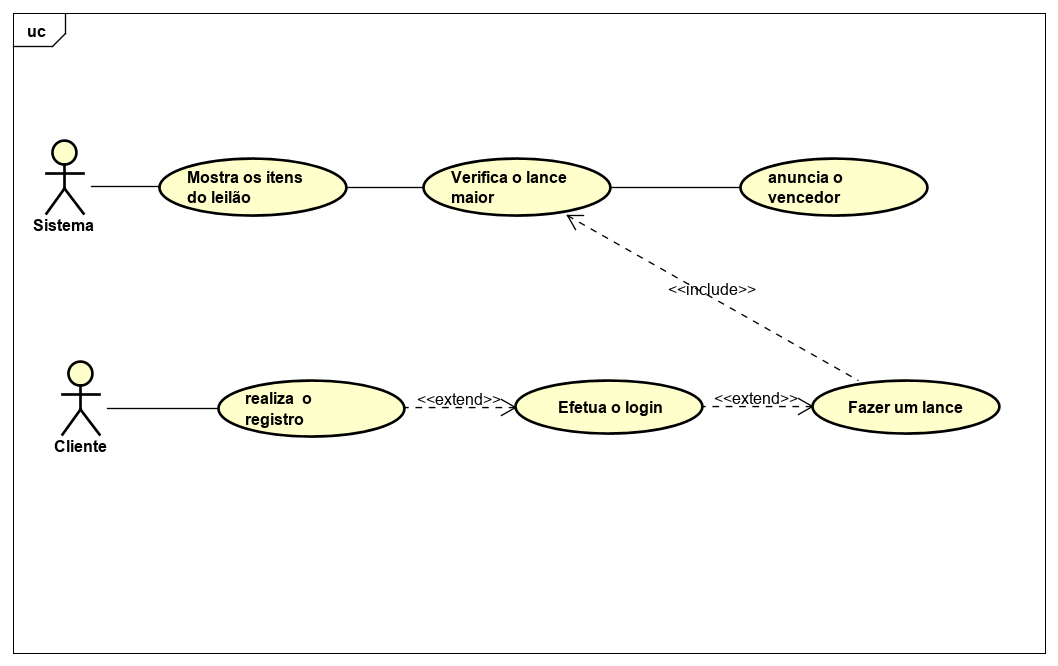 uc
Mostra os itens
do leilão
Verifica o lance
maior
anuncia o
vencedor
Sistema
<<include>>
realiza  o
registro
<<extend>>
Efetua o login
<<extend>>
Fazer um lance
Cliente